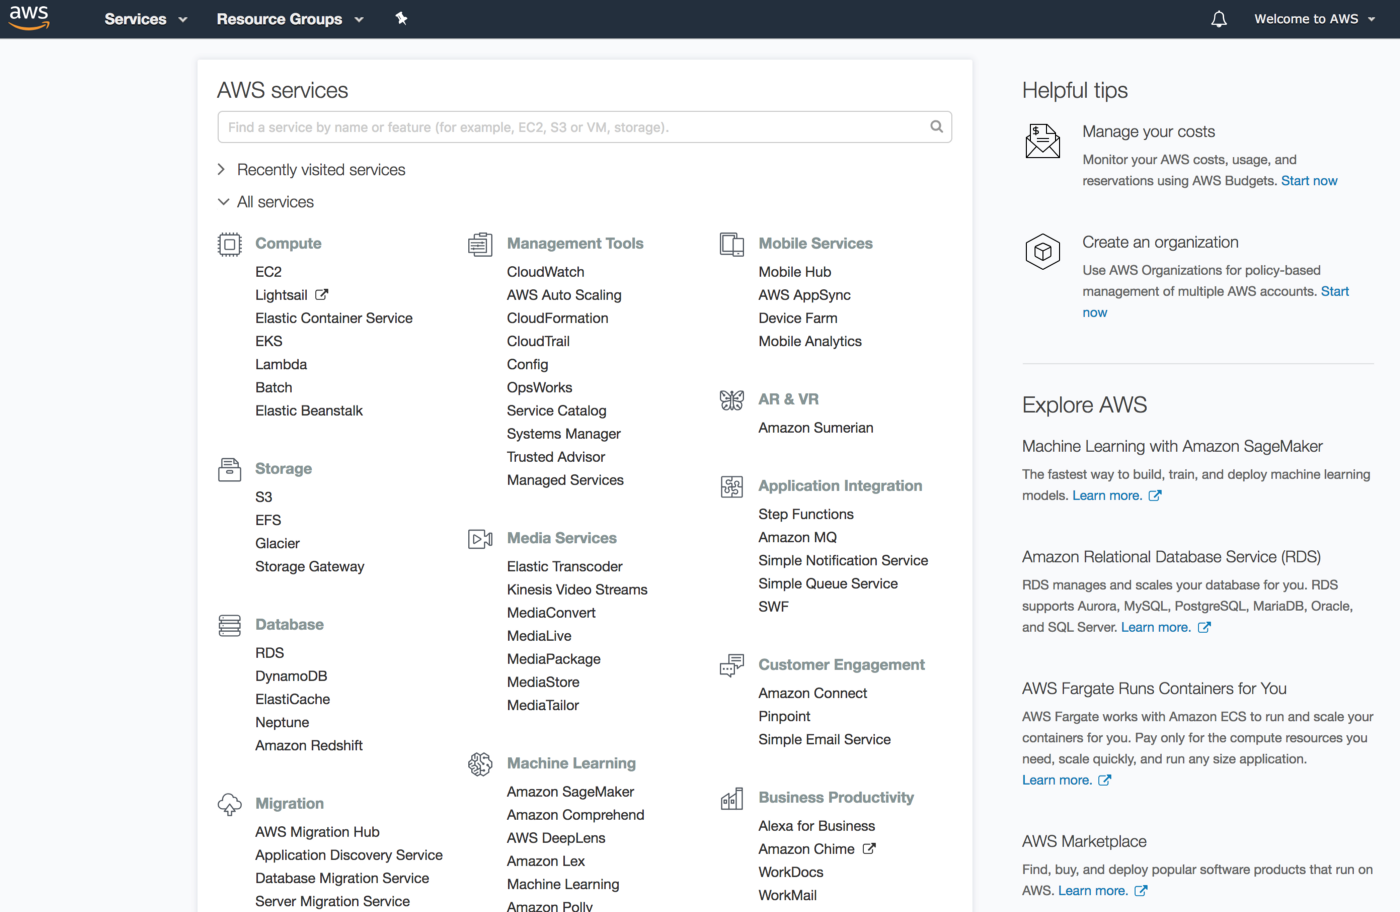 aws
Services
Resource Groups
Welcome to AWS
AWS services
Find a service by name or feature (for example, EC2, S3 or VM, storage).
Recently visited services
All services
Compute
EC2
Lightsail
Elastic Container Service
EKS
Lambda
Batch
Elastic Beanstalk
Storage
S3
EFS
Glacier
Storage Gateway
Database
RDS
DynamoDB
ElastiCache
Neptune
Amazon Redshift
Migration
AWS Migration Hub
Application Discovery Service
Database Migration Service
Server Migration Service
Management Tools
CloudWatch
AWS Auto Scaling
CloudFormation
CloudTrail
Config
OpsWorks
Service Catalog
Systems Manager
Trusted Advisor
Managed Services
Media Services
Elastic Transcoder
Kinesis Video Streams
MediaConvert
MediaLive
MediaPackage
MediaStore
MediaTailor
Machine Learning
Amazon SageMaker
Amazon Comprehend
AWS DeepLens
Amazon Lex
Machine Learning
Amazon Polly
Mobile Services
Mobile Hub
AWS AppSync
Device Farm
Mobile Analytics
AR & VR
Amazon Sumerian
Application Integration
Step Functions
Amazon MQ
Simple Notification Service
Simple Queue Service
SWF
Customer Engagement
Amazon Connect
Pinpoint
Simple Email Service
Business Productivity
Alexa for Business
Amazon Chime
WorkDocs
WorkMail
Helpful tips
Manage your costs
Monitor your AWS costs, usage, and
reservations using AWS Budgets. Start now
Create an organization
Use AWS Organizations for policy-based
management of multiple AWS accounts. Start
now
Explore AWS
Machine Learning with Amazon SageMaker
The fastest way to build, train, and deploy machine learning
models. Learn more.
Amazon Relational Database Service (RDS)
RDS manages and scales your database for you. RDS
supports Aurora, MySQL, PostgreSQL, MariaDB, Oracle,
and SQL Server. Learn more.
AWS Fargate Runs Containers for You
AWS Fargate works with Amazon ECS to run and scale your
containers for you. Pay only for the compute resources you
need, scale quickly, and run any size application.
Learn more.
AWS Marketplace
Find, buy, and deploy popular software products that run on
AWS. Learn more.